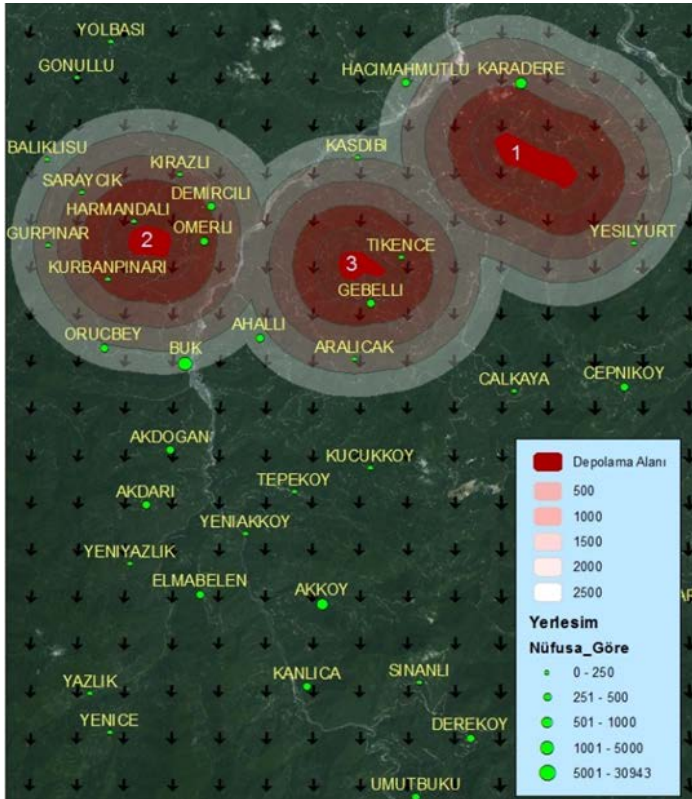 YOLBASI
GONULLU
HACIMAHMUTLU
KARADERE
BALIKLISU
KIRAZLI
KASDIBI
1
SARAYCIK
DEMIRCILI
HARMANDALI
OMERLI
GURPINAR
2
YESILYURT
TIKENCE
3
KURBANPINARI
GEBELLI
ORUCBEY
AHALLI
BUK
ARALICAK
CALKAYA
CEPNIKOY
AKDOGAN
KUCUKKOY
TEPEKOY
AKDARI
YENIAKKOY
YENIYAZLIK
ELMABELEN
AKKOY
KANLICA
SINANLI
YAZLIK
YENICE
DEREKOY
UMUTBUKU
Depolama Alanı
500
1000
1500
2000
2500
Yerlesim
Nüfusa_Göre
0 - 250
251 - 500
501 - 1000
1001 - 5000
5001 - 30943